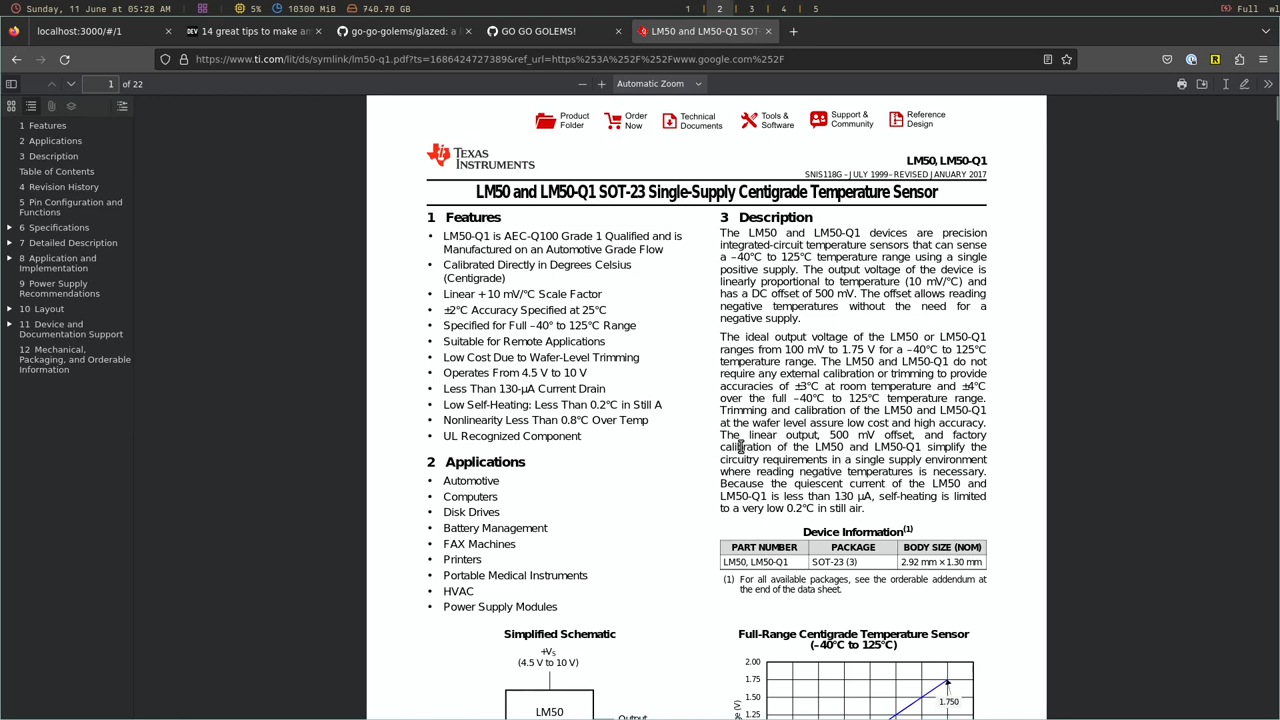 Sunday, 11 June at 05:28 AM
5%
10300 MiB
740.70 GB
1 2 3 4 5
Full
localhost:3000/#/1
14 great tips to make am
go-go-golems/glazed: a l
GO GO GOLEMS!
LM50 and LM50-Q1 SOT-
https://www.ti.com/lit/ds/symlink/lm50-q1.pdf?ts=1686424727389&ref_url=https%253A%252F%252Fwww.google.com%252F
1 of 22
Automatic Zoom
1 Features
2 Applications
3 Description
Table of Contents
4 Revision History
5 Pin Configuration and
Functions
6 Specifications
7 Detailed Description
8 Application and
Implementation
9 Power Supply
Recommendations
10 Layout
11 Device and
Documentation Support
12 Mechanical,
Packaging, and Orderable
Information
Product
Folder
Order
Now
Technical
Documents
Tools &
Software
Support &
Community
Reference
Design
TEXAS
INSTRUMENTS
LM50, LM50-Q1
SNIS118G –JULY 1999–REVISED JANUARY 2017
LM50 and LM50-Q1 SOT-23 Single-Supply Centigrade Temperature Sensor
1 Features
• LM50-Q1 is AEC-Q100 Grade 1 Qualified and is
Manufactured on an Automotive Grade Flow
• Calibrated Directly in Degrees Celsius
(Centigrade)
• Linear + 10 mV/°C Scale Factor
• ±2°C Accuracy Specified at 25°C
• Specified for Full –40° to 125°C Range
• Suitable for Remote Applications
• Low Cost Due to Wafer-Level Trimming
• Operates From 4.5 V to 10 V
• Less Than 130-µA Current Drain
• Low Self-Heating: Less Than 0.2°C in Still A
• Nonlinearity Less Than 0.8°C Over Temp
• UL Recognized Component
2 Applications
• Automotive
• Computers
• Disk Drives
• Battery Management
• FAX Machines
• Printers
• Portable Medical Instruments
• HVAC
• Power Supply Modules
3 Description
The LM50 and LM50-Q1 devices are precision
integrated-circuit temperature sensors that can sense
a –40°C to 125°C temperature range using a single
positive supply. The output voltage of the device is
linearly proportional to temperature (10 mV/°C) and
has a DC offset of 500 mV. The offset allows reading
negative temperatures without the need for a
negative supply.
The ideal output voltage of the LM50 or LM50-Q1
ranges from 100 mV to 1.75 V for a –40°C to 125°C
temperature range. The LM50 and LM50-Q1 do not
require any external calibration or trimming to provide
accuracies of ±3°C at room temperature and ±4°C
over the full –40°C to 125°C temperature range.
Trimming and calibration of the LM50 and LM50-Q1
at the wafer level assure low cost and high accuracy.
The linear output, 500 mV offset, and factory
calibration of the LM50 and LM50-Q1 simplify the
circuitry requirements in a single supply environment
where reading negative temperatures is necessary.
Because the quiescent current of the LM50 and
LM50-Q1 is less than 130 µA, self-heating is limited
to a very low 0.2°C in still air.
Device Information(1)
PART NUMBER PACKAGE BODY SIZE (NOM)
LM50, LM50-Q1 SOT-23 (3) 2.92 mm × 1.30 mm
(1) For all available packages, see the orderable addendum at
the end of the data sheet.
Simplified Schematic
+VS
(4.5 V to 10 V)
LM50
Output
Full-Range Centigrade Temperature Sensor
(–40°C to 125°C)
2.00
1.75
1.50
1.25
1.750